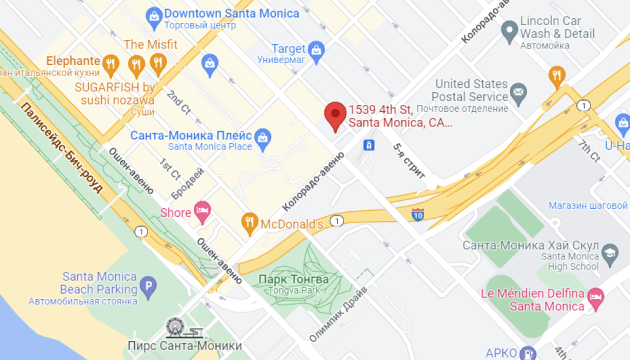 Downtown Santa Monica
Торговый центр
Колорадо-а
Lincoln Car
Wash & Detail
Автомойка
The Misfit
Target
Универмаг
Elephante
ан итальянской кухни
SUGARFISH by
sushi nozawa
Суши
United States
Postal Service
Почтовое отделение
1539 4th St,
Santa Monica, CA...
2nd Ct
Санта-Моника Плейс
Santa Monica Place
1
U-Ha
7th Ct
5-я стрит
Палисейдс-Бич-роуд
Ошен-авеню
1st Ct
Бродвей
Колорадо-авеню
Магазин шаговой
Shore
McDonald's
1
10
1
Ошен-авеню
Санта-Моника Хай Скул
Santa Monica
High School
Santa Monica
Beach Parking
Автомобильная стоянка
Парк Тонгва
Tongva Park
Le Méridien Delfina
Santa Monica
Олимпик Драйв
Пирс Санта-Моники
АРКО
4th